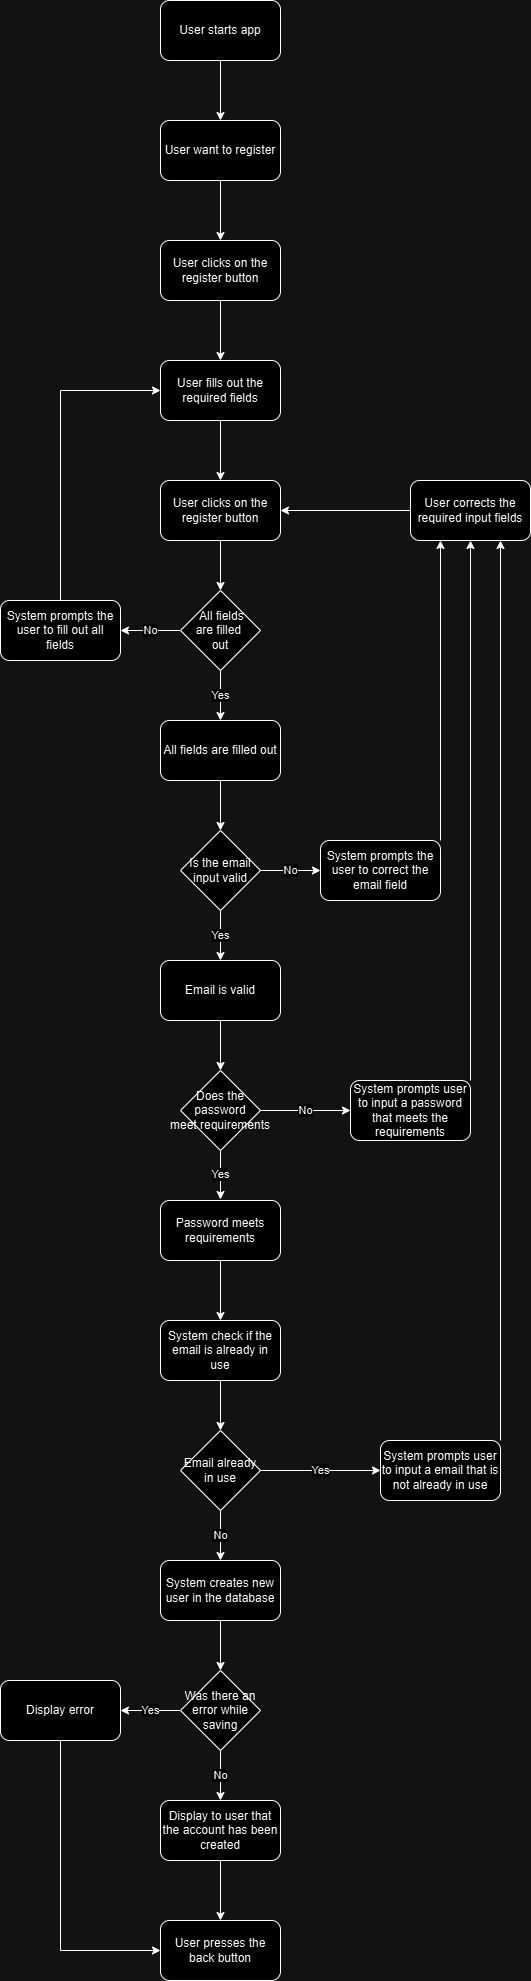 User starts app
User want to register
User clicks on the
register button
User fills out the
required fields
User clicks on the
register button
User corrects the
required input fields
System prompts the
user to fill out all
fields
No
All fields
are filled
out
Yes
All fields are filled out
Is the email
input valid
No
System prompts the
user to correct the
email field
Yes
Email is valid
Does the
password
meet requirements
No
System prompts user
to input a password
that meets the
requirements
Yes
Password meets
requirements
System check if the
email is already in
use
Email already
in use
Yes
System prompts user
to input a email that is
not already in use
No
System creates new
user in the database
Display error
Yes
Was there an
error while
saving
No
Display to user that
the account has been
created
User presses the
back button